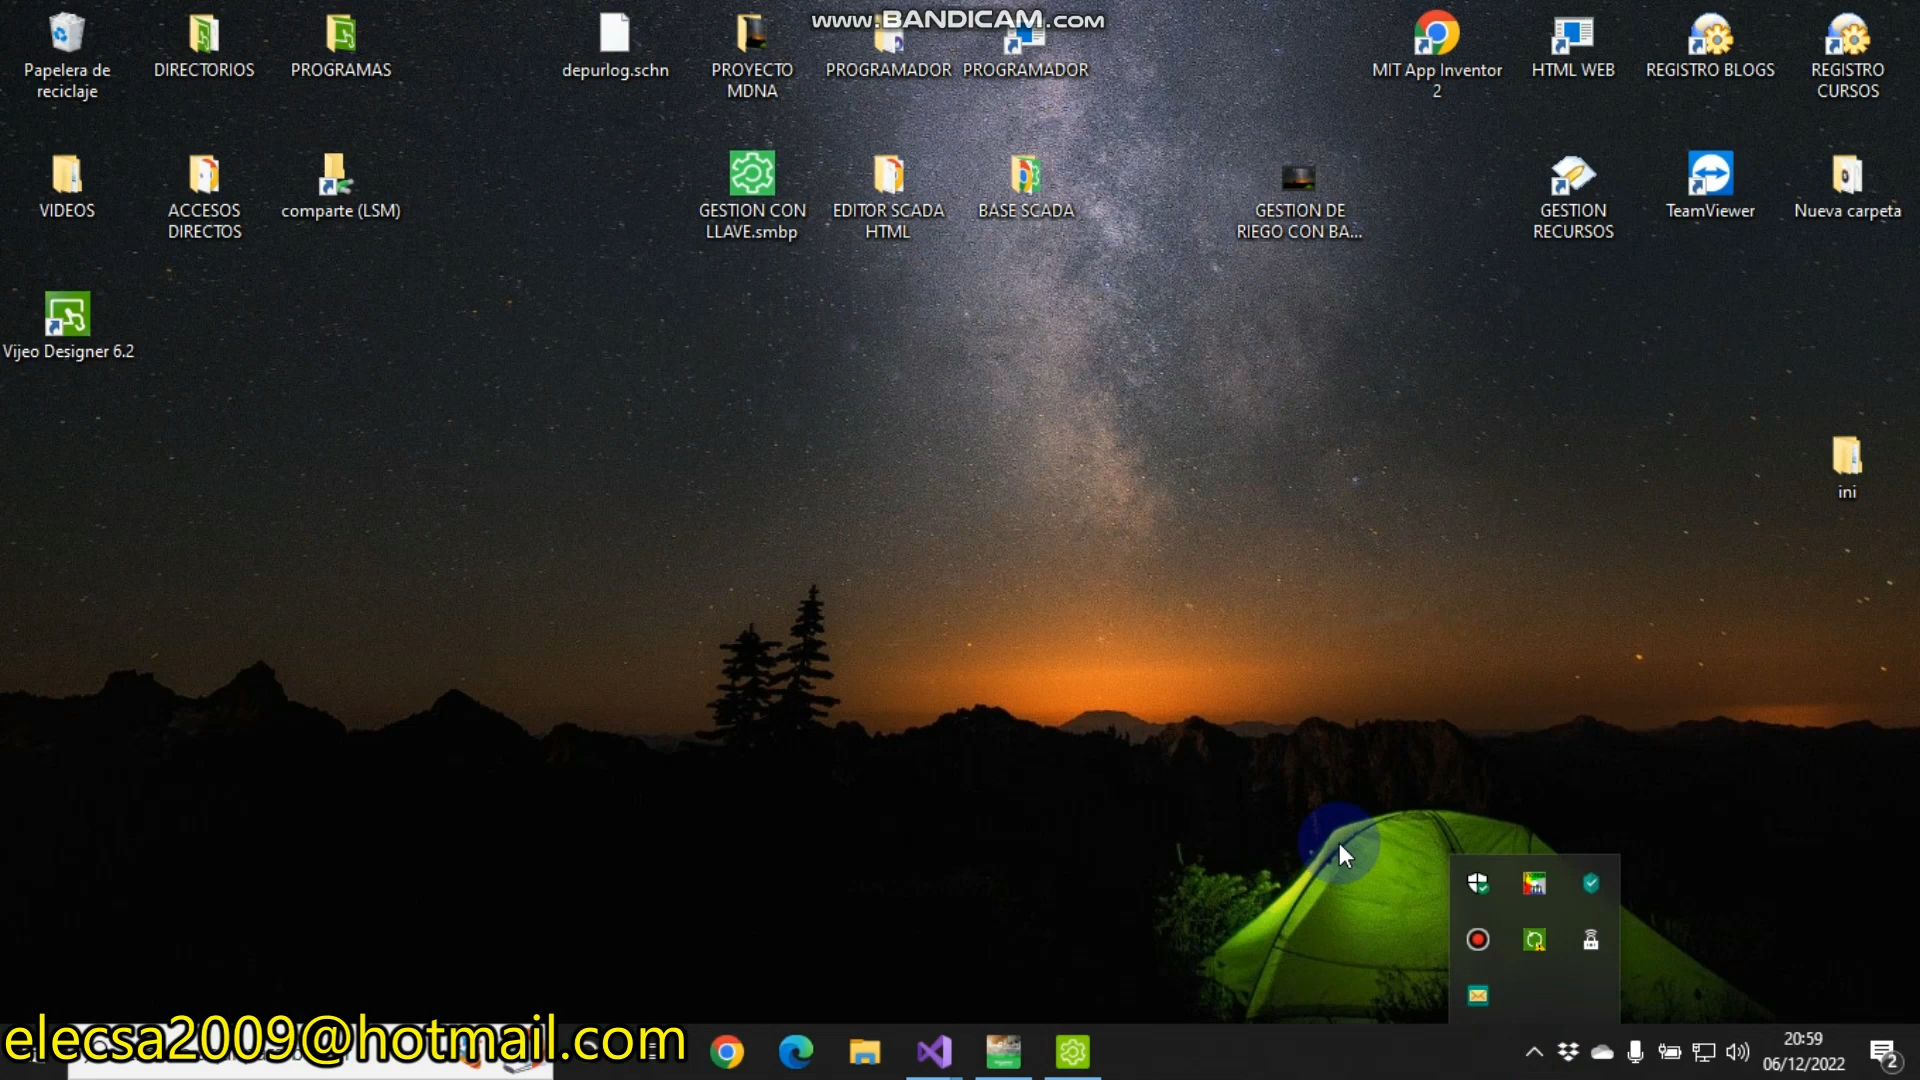 www.BANDICAM.com
Papelera de
reciclaje
DIRECTORIOS
PROGRAMAS
depurlog.schn
PROYECTO
MDNA
PROGRAMADOR
PROGRAMADOR
MIT App Inventor
2
HTML WEB
REGISTRO BLOGS
REGISTRO
CURSOS
VIDEOS
ACCESOS
DIRECTOS
comparte (LSM)
GESTION CON
LLAVE.smbp
EDITOR SCADA
HTML
BASE SCADA
GESTION DE
RIEGO CON BA...
GESTION
RECURSOS
TeamViewer
Nueva carpeta
Vijeo Designer 6.2
ini
elecsa2009@hotmail.com
20:59
06/12/2022
2